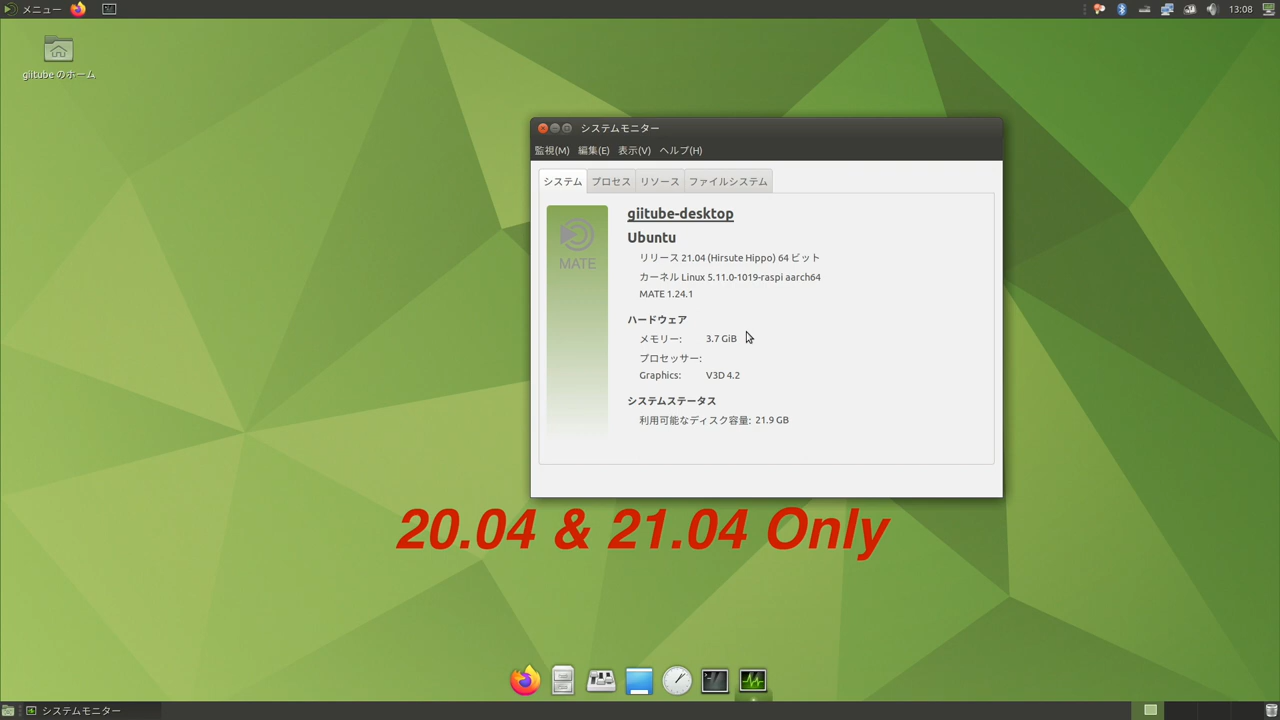 メニュー
13:08
giitube のホーム
システムモニター
監視(M) 編集(E) 表示(V) ヘルプ(H)
システム プロセス リソース ファイルシステム
MATE
giitube-desktop
Ubuntu
リリース 21.04 (Hirsute Hippo) 64 ビット
カーネル Linux 5.11.0-1019-raspi aarch64
MATE 1.24.1
ハードウェア
メモリー: 3.7 GiB
プロセッサー:
Graphics: V3D 4.2
システムステータス
利用可能なディスク容量: 21.9 GB
20.04 & 21.04 Only
システムモニター